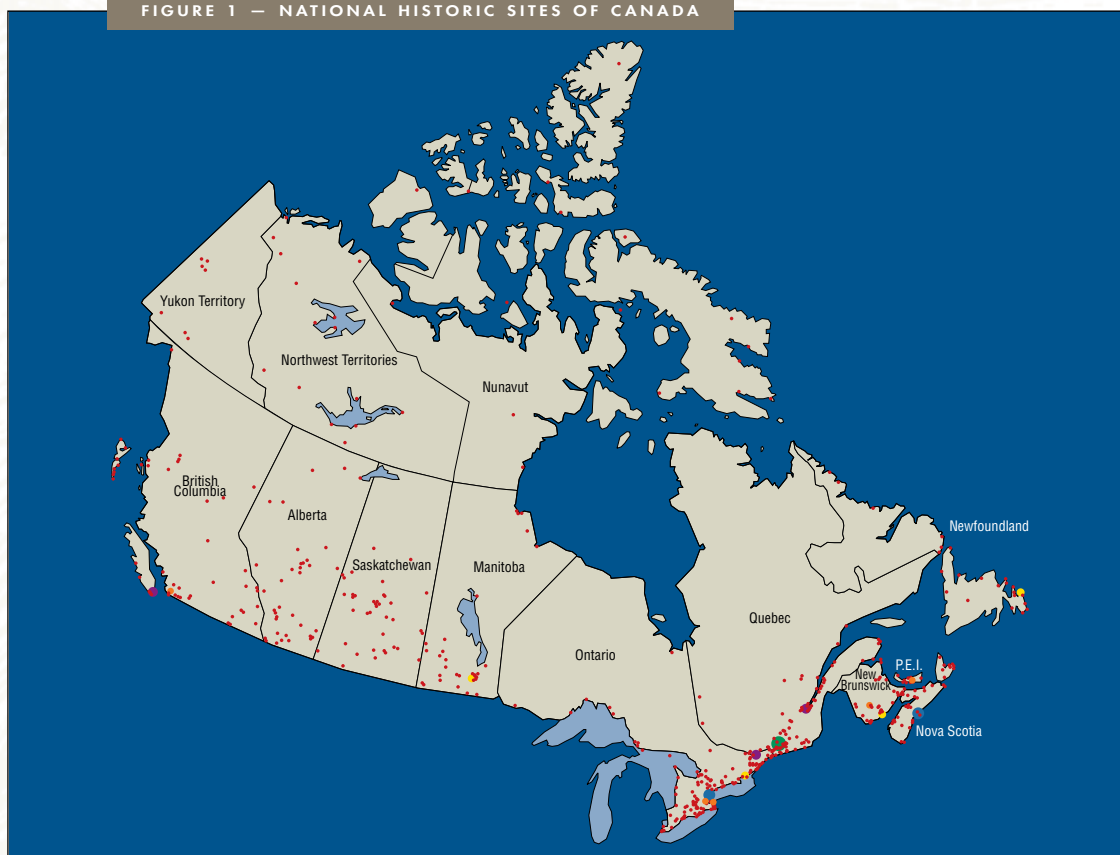 FIGURE 1 — NATIONAL HISTORIC SITES OF CANADA
Yukon Territory
Northwest Territories
Nunavut
British
Columbia
Alberta
Saskatchewan
Manitoba
Ontario
Quebec
Newfoundland
P.E.I.
New
Brunswick
Nova Scotia